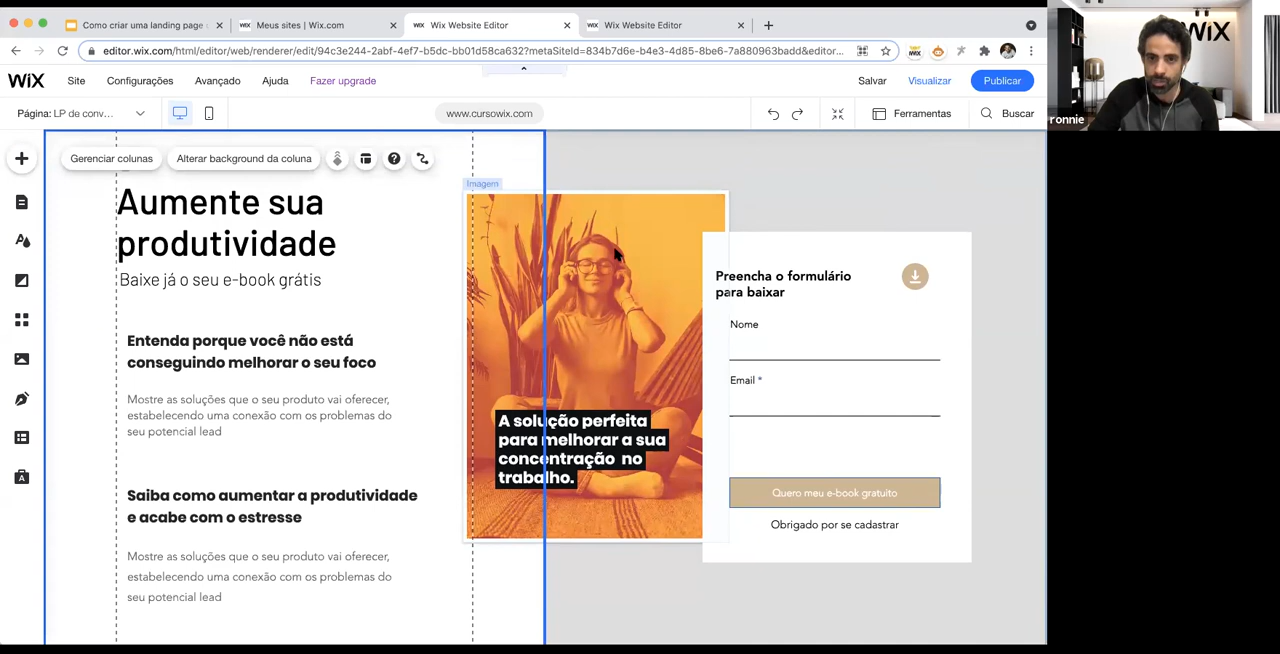 Como criar uma landing page
Meus sites | Wix.com
Wix Website Editor
Wix Website Editor
editor.wix.com/html/editor/web/renderer/edit/94c3e244-2abf-4ef7-b5dc-bb01d58ca632?metaSiteId=834b7d6e-b4e3-4d85-8be6-7a880963badd&editor...
WiX
Site
Configurações
Avançado
Ajuda
Fazer upgrade
Salvar
Visualizar
Publicar
Página: LP de conv...
www.cursowix.com
Ferramentas
Buscar
Gerenciar colunas
Alterar background da coluna
Aumente sua
produtividade
Baixe já o seu e-book grátis
Entenda porque você não está
conseguindo melhorar o seu foco
Mostre as soluções que o seu produto vai oferecer,
estabelecendo uma conexão com os problemas do
seu potencial lead
Saiba como aumentar a produtividade
e acabe com o estresse
Mostre as soluções que o seu produto vai oferecer,
estabelecendo uma conexão com os problemas do
seu potencial lead
Imagem
A solução perfeita
para melhorar a sua
concentração no
trabalho.
Preencha o formulário
para baixar
Nome
Email *
Quero meu e-book gratuito
Obrigado por se cadastrar
WiX
ronnie